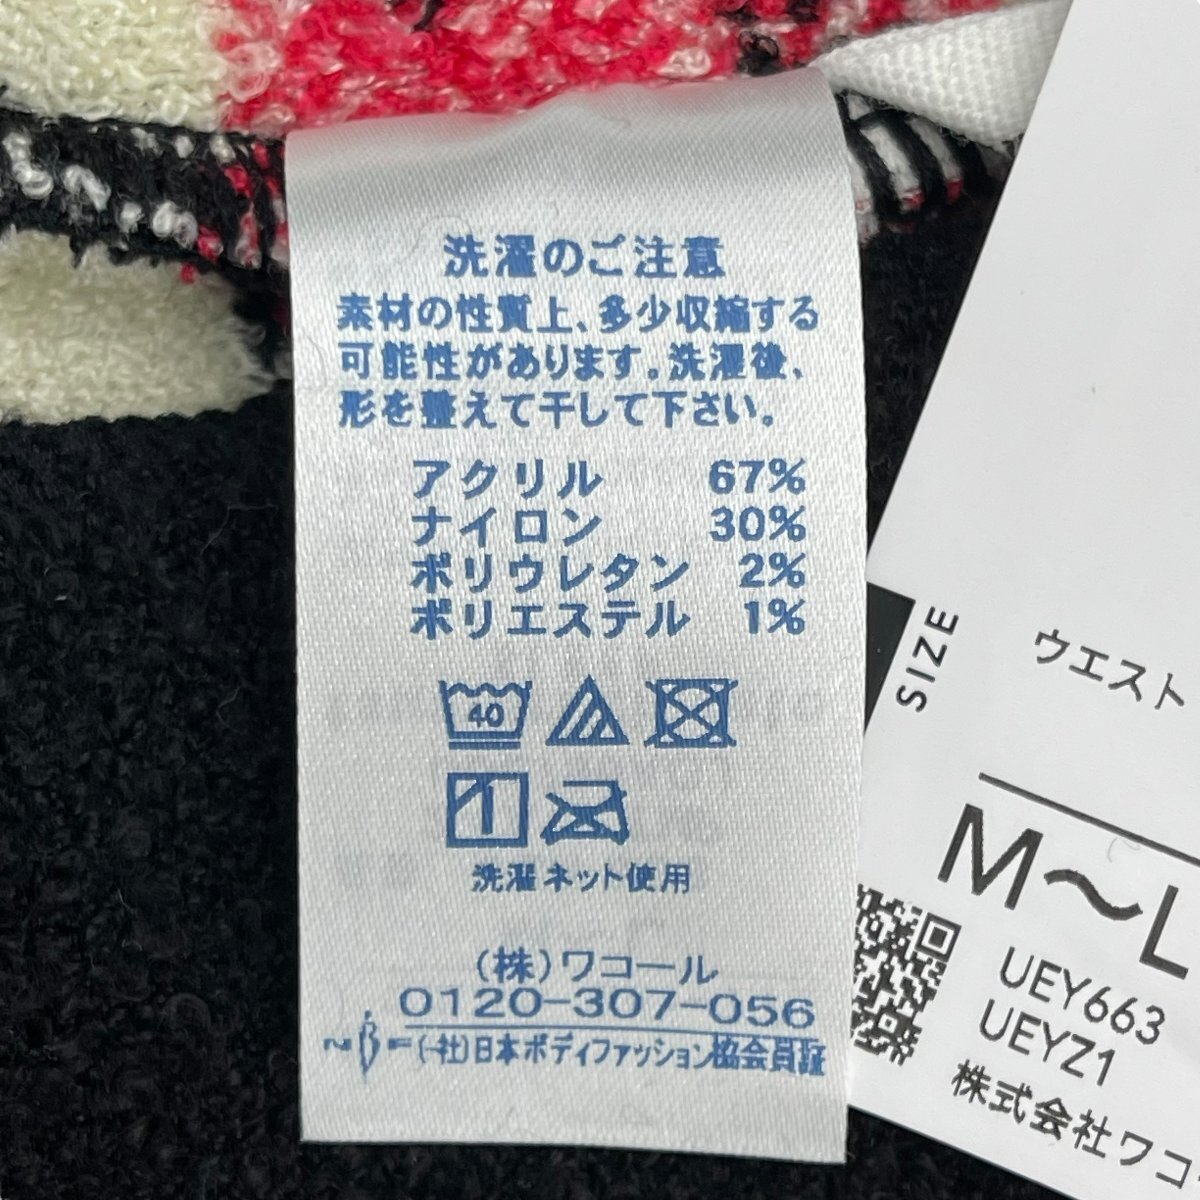 洗濯のご注意
素材の性質上、多少収縮する
可能性があります。洗濯後、
形を整えて干して下さい。
アクリル 67%
ナイロン 30%
ポリウレタン 2%
ポリエステル 1%
40
洗濯ネット使用
(株)ワコール
0120-307-056
(一社)日本ボディファッション協会員証
SIZE
ウエスト
M〜L
UEY663
UEYZ1
株式会社ワコ